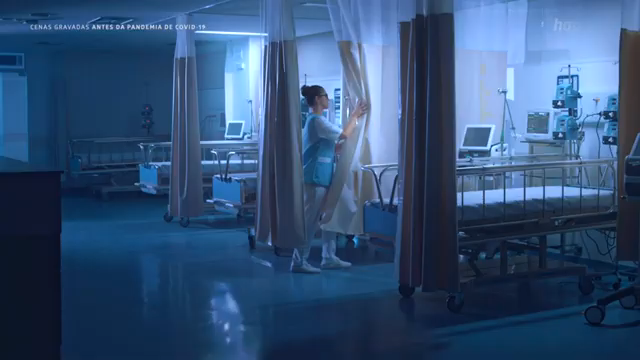 CENAS GRAVADAS ANTES DA PANDEMIA DE COVID-19